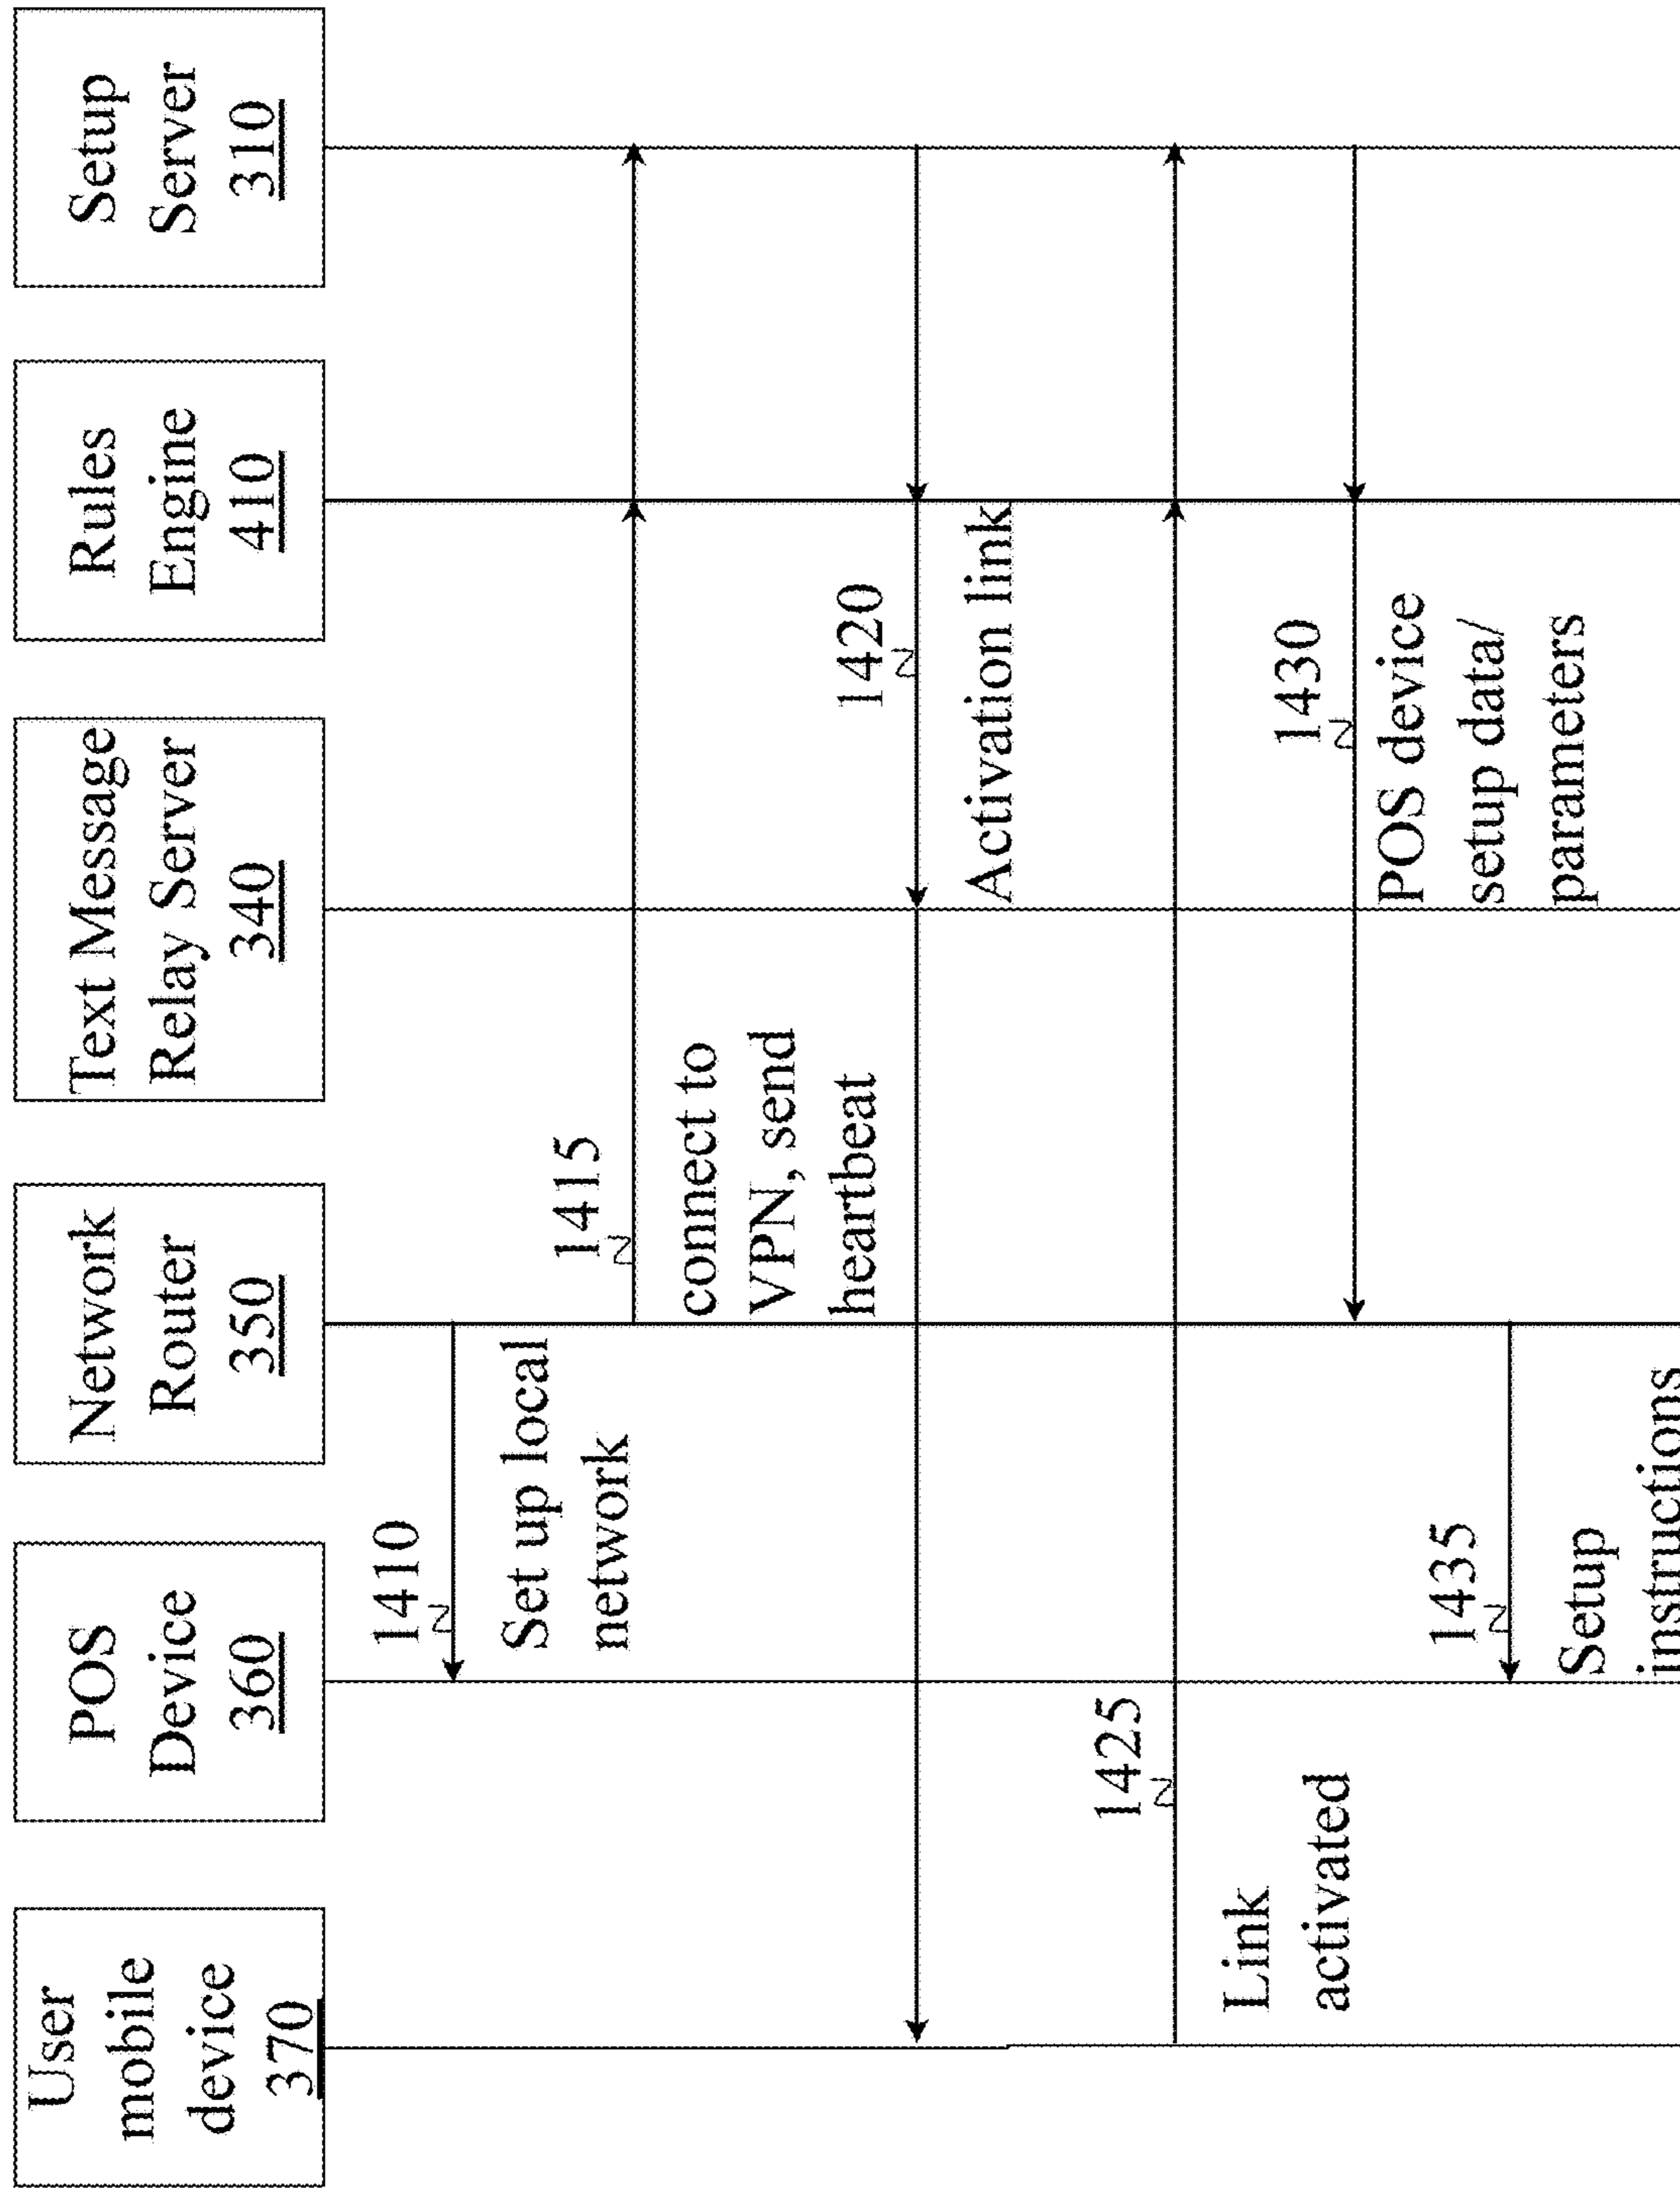 User
mobile
device
370
POS
Device
360
Network
Router
350
Text Message
Relay Server
340
Rules
Engine
410
Setup
Server
310
1410
Set up local
network
1415
connect to
VPN, send
heartbeat
1420
Activation link
1425
Link
activated
1430
POS device
setup data/
parameters
1435
Setup
instructions